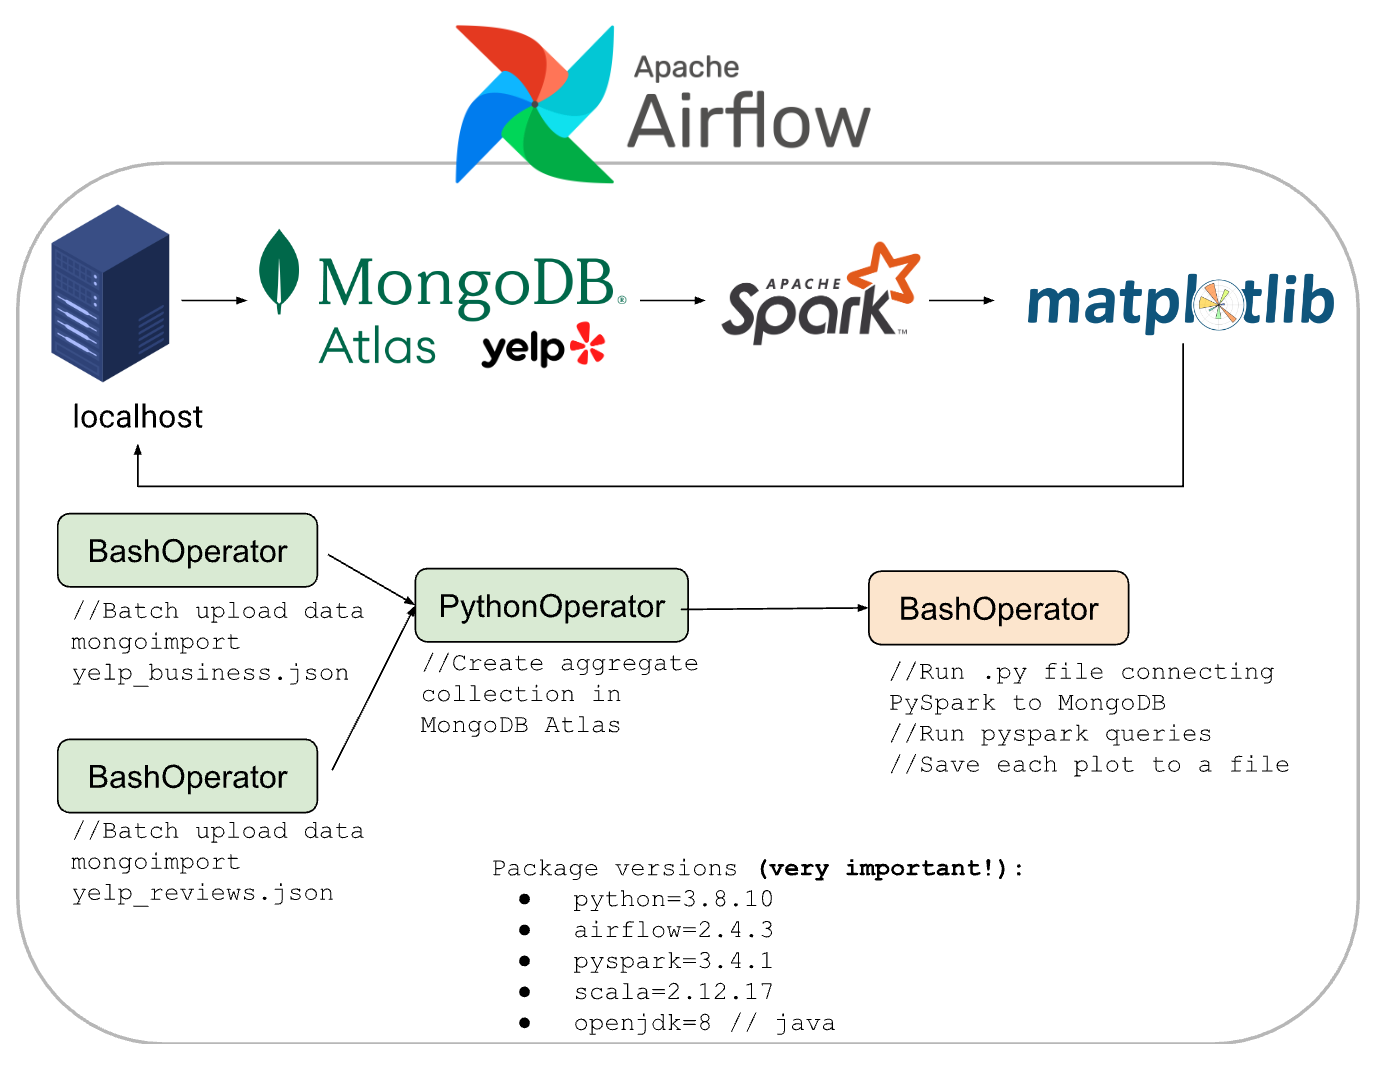 Apache
Airflow
MongoDB®
Atlas
yelp
APACHE
Spark™
matplotlib
localhost
BashOperator
//Batch upload data
mongoimport
yelp_business.json
PythonOperator
//Create aggregate
collection in
MongoDB Atlas
BashOperator
//Run .py file connecting
PySpark to MongoDB
//Run pyspark queries
//Save each plot to a file
BashOperator
//Batch upload data
mongoimport
yelp_reviews.json
Package versions (very important!):
● python=3.8.10
● airflow=2.4.3
● pyspark=3.4.1
● scala=2.12.17
● openjdk=8 // java